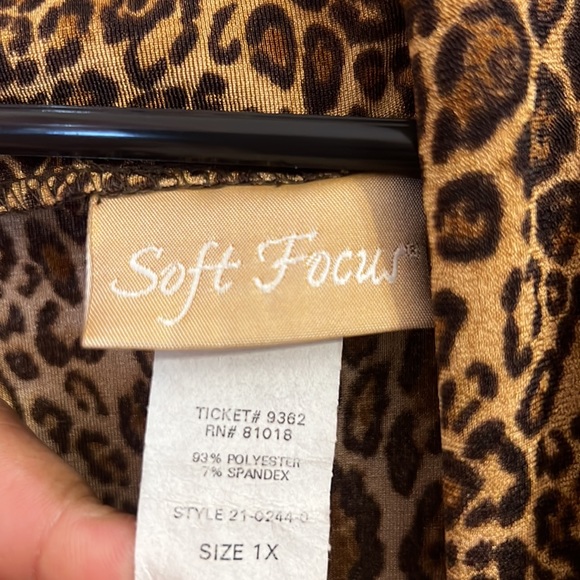 Soft Focus®
TICKET# 9362
RN# 81018
93% POLYESTER
7% SPANDEX
STYLE 21-0244-0
SIZE 1X